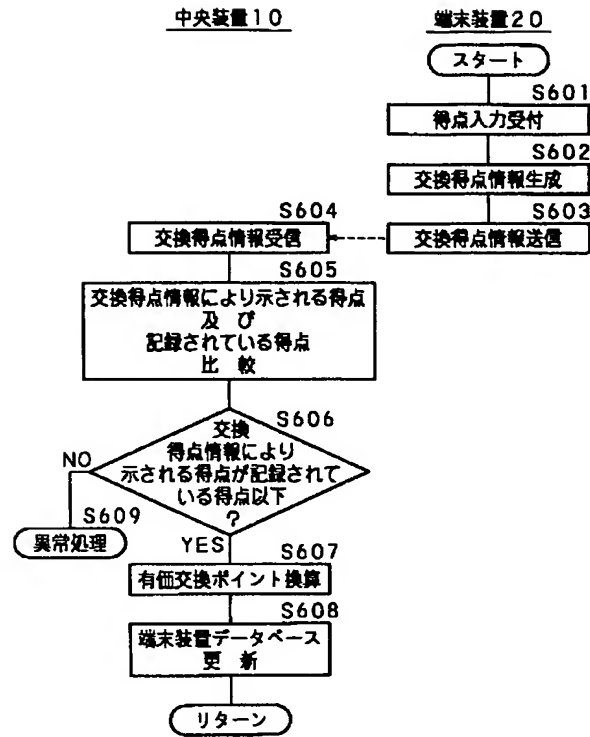 中央装置10
端末装置20
スタート
S601
得点入力受付
S602
交換得点情報生成
S603
交換得点情報送信
S604
交換得点情報受信
S605
交換得点情報により示される得点
及び
記録されている得点
比較
S606
交換
得点情報により
示される得点が記録されて
いる得点以下
?
NO
S609
異常処理
YES
S607
有価交換ポイント換算
S608
端末装置データベース
更新
リターン